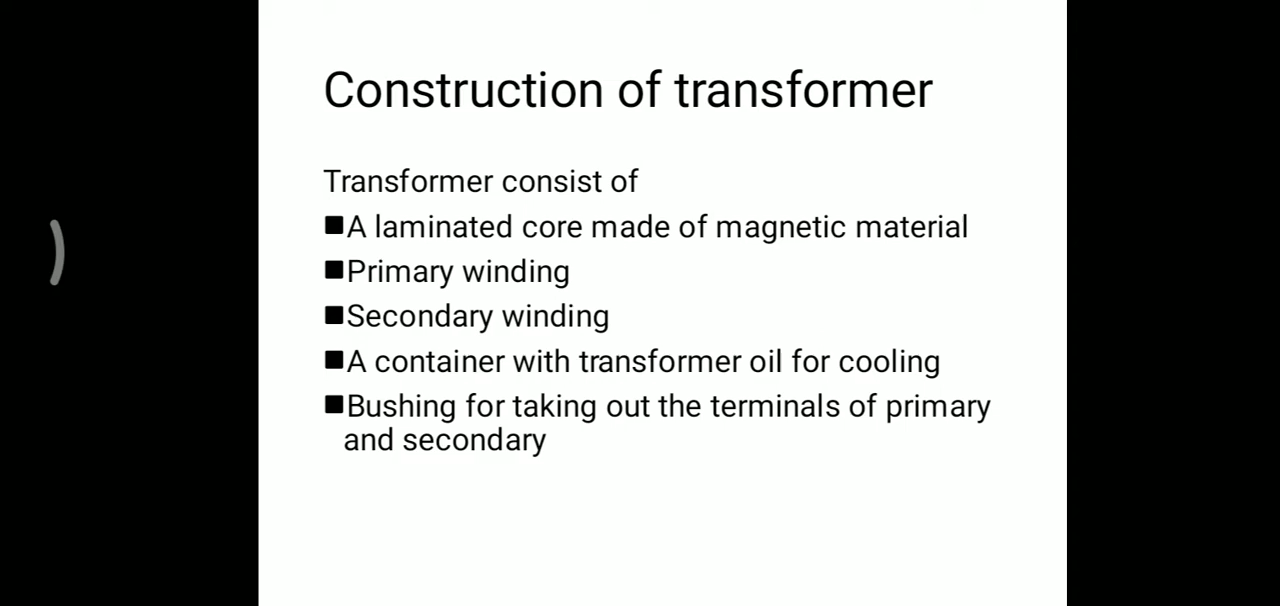 Construction of transformer
Transformer consist of
■A laminated core made of magnetic material
■Primary winding
■Secondary winding
■A container with transformer oil for cooling
■Bushing for taking out the terminals of primary
and secondary